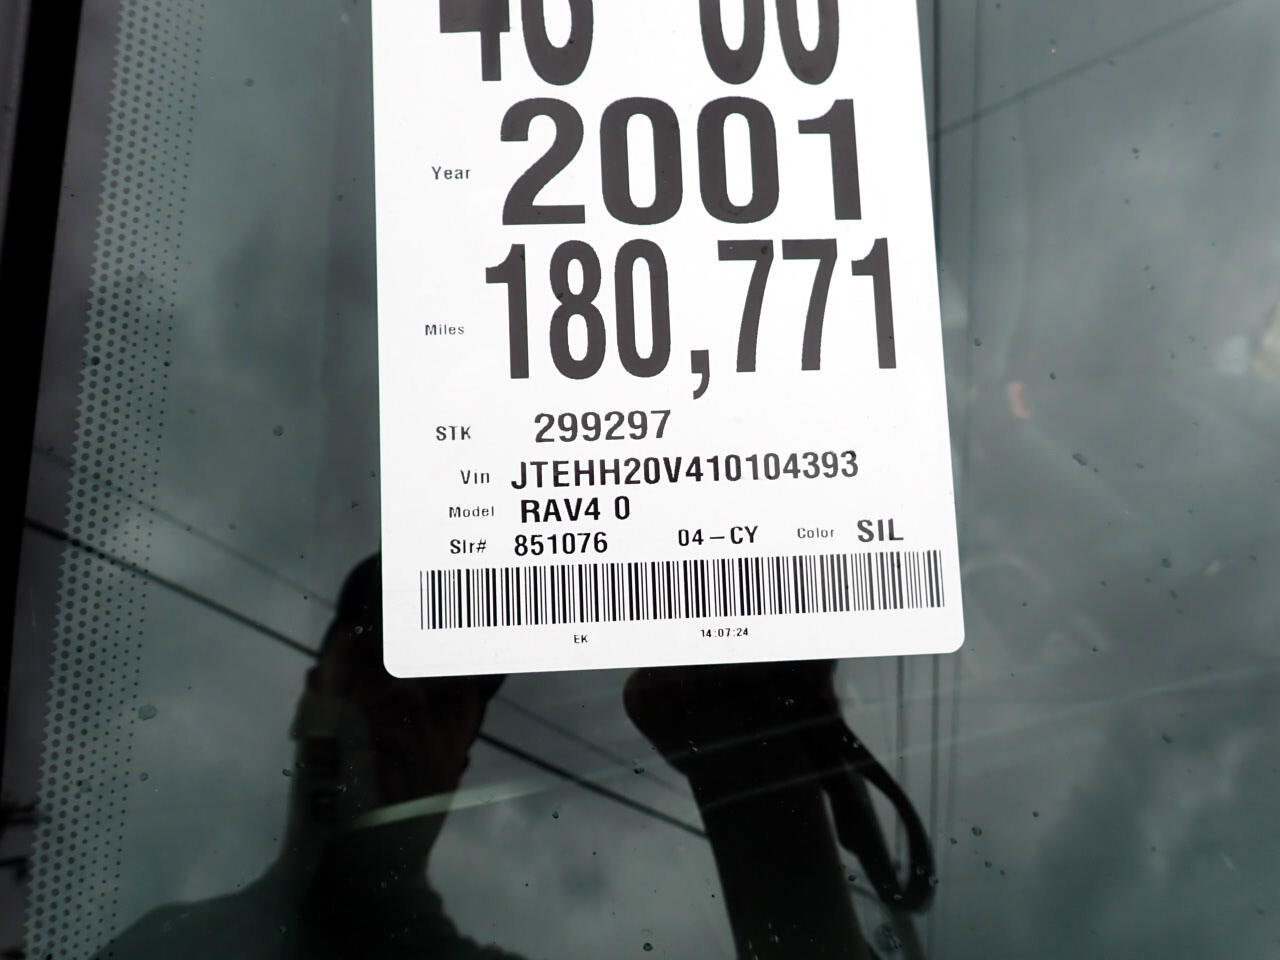 Year 2001
Miles 180,771
STK 299297
Vin JTEHH20V410104393
Model RAV4 0
Slr# 851076 04-CY Color SIL
EK 14:07:24